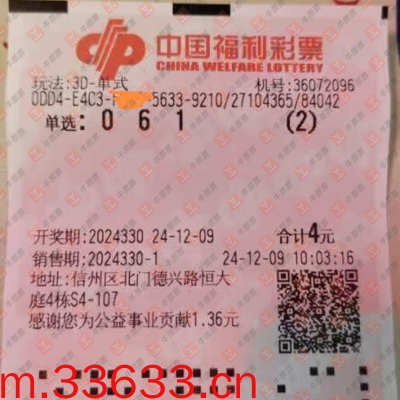 中国福利彩票
CHINA WELFARE LOTTERY
玩法:3D-单式 机号:36072096
0DD4-E4C3- 5633-9210/27104365/84042
单选: 0 6 1 (2)
开奖期:2024330 24-12-09 合计4元
销售期:2024330-1 24-12-09 10:03:16
地址:信州区北门德兴路恒大
庭4栋S4-107
感谢您为公益事业贡献1.36元
m.33633.cn